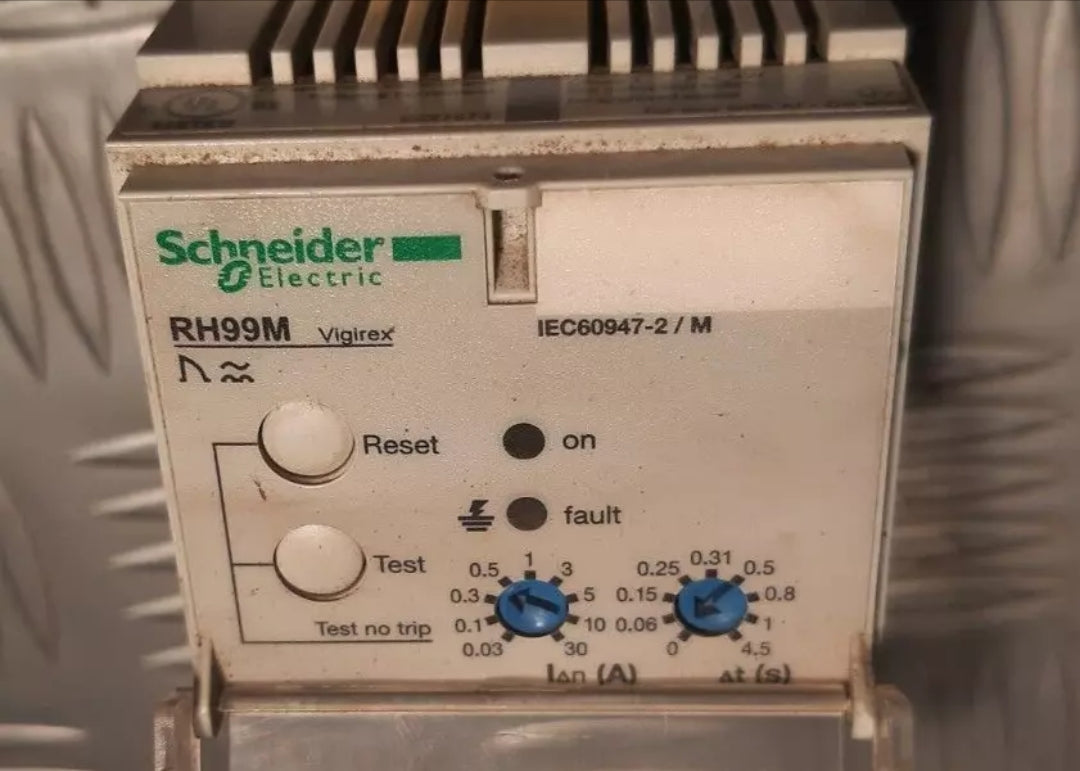 Schneider
Electric
RH99M Vigirex
IEC60947-2 / M
Reset
on
fault
Test
Test no trip
0.03
0.1
0.3
0.5
1
3
5
10
30
I∆n (A)
0
0.06
0.15
0.25
0.31
0.5
0.8
1
4.5
∆t (s)